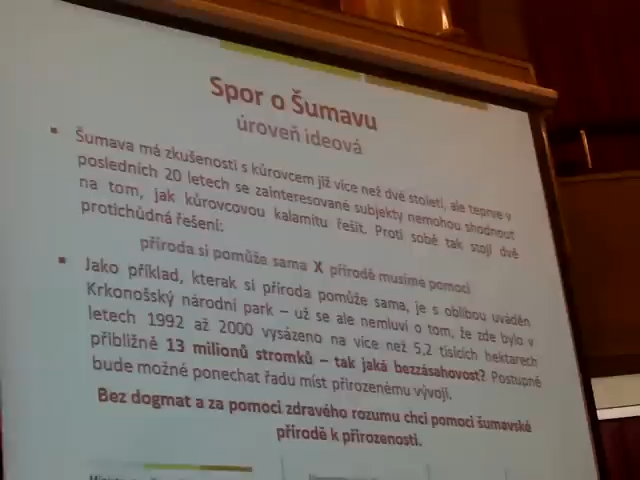 Spor o Šumavu
úroveň ideová
Šumava má zkušenosti s kůrovcem již více než dvě století, ale teprve v
posledních 20 letech se zainteresované subjekty nemohou shodnout
na tom, jak kůrovcovou kalamitu řešit. Proti sobě tak stojí dvě
protichůdná řešení:
příroda si pomůže sama X přírodě musíme pomoci
Jako příklad, kterak si příroda pomůže sama, je s oblibou uváděn
Krkonošský národní park – už se ale nemluví o tom, že zde bylo v
letech 1992 až 2000 vysázeno na více než 5,2 tisících hektarech
přibližně 13 milionů stromků – tak jaká bezzásahovost? Postupně
bude možné ponechat řadu míst přirozenému vývoji.
Bez dogmat a za pomoci zdravého rozumu chci pomoci šumavské
přírodě k přirozenosti.